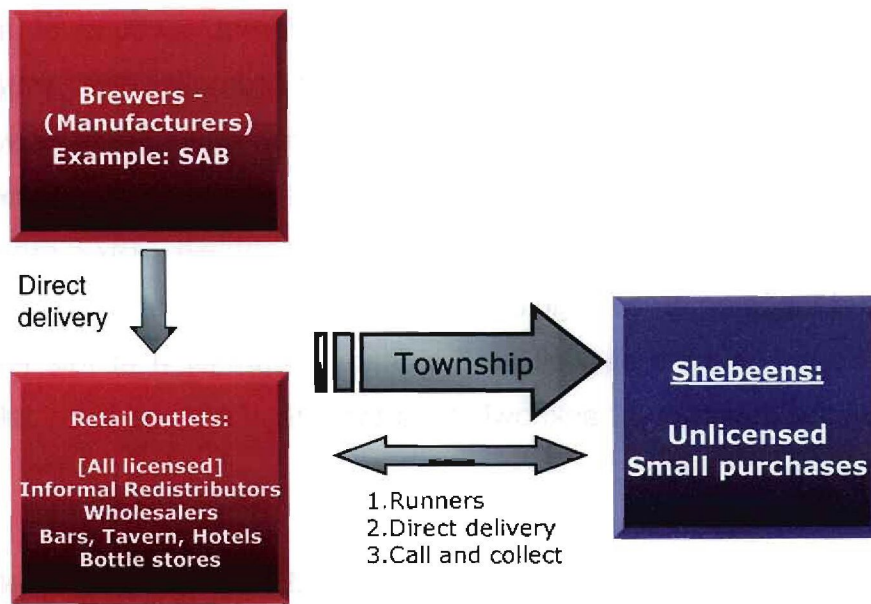 Brewers -
(Manufacturers)
Example: SAB
Direct
delivery
Retail Outlets:
[All licensed]
Informal Redistributors
Wholesalers
Bars, Tavern, Hotels
Bottle stores
Township
1.Runners
2.Direct delivery
3.Call and collect
Shebeens:
Unlicensed
Small purchases